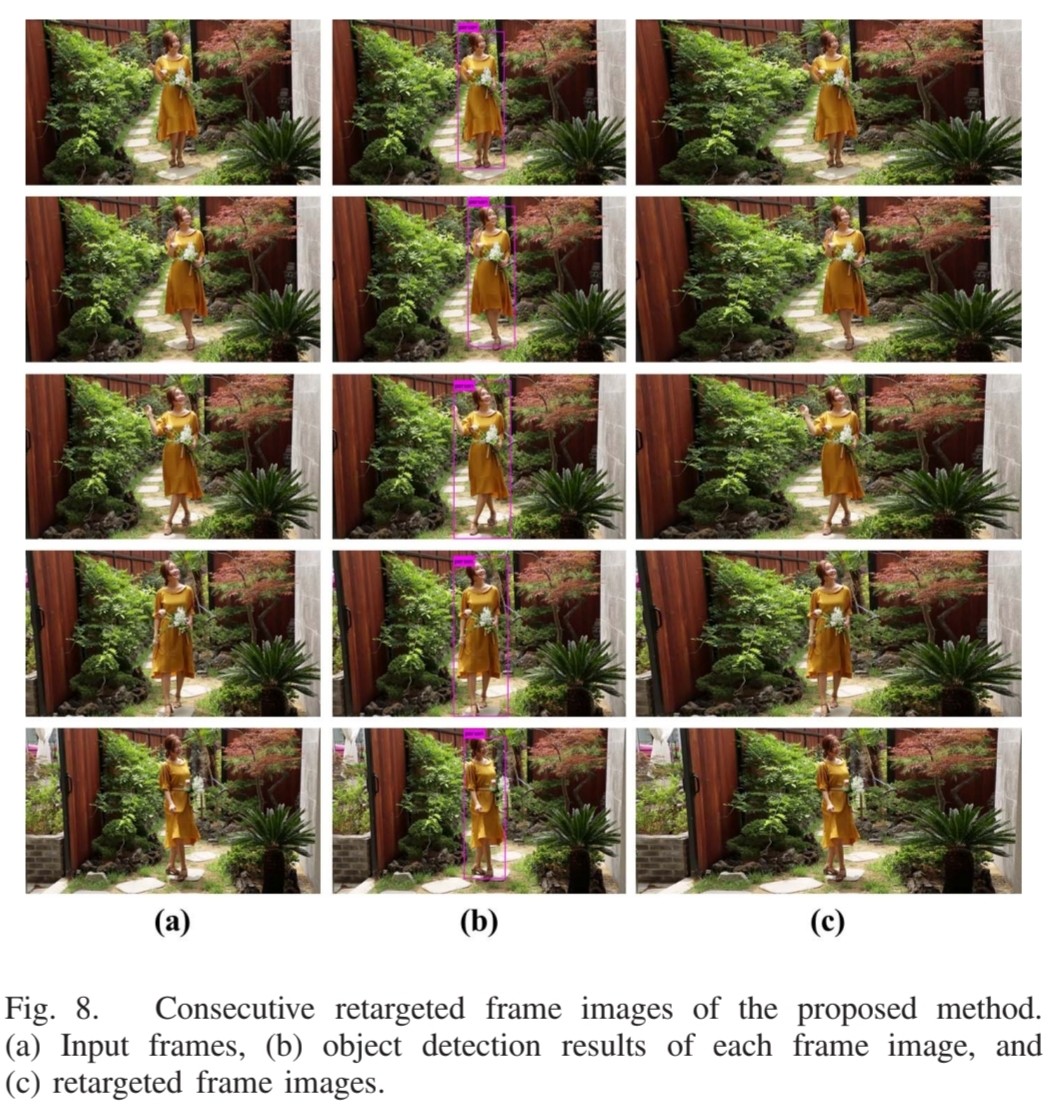 (a) (b) (c)
Fig. 8. Consecutive retargeted frame images of the proposed method.
(a) Input frames, (b) object detection results of each frame image, and
(c) retargeted frame images.